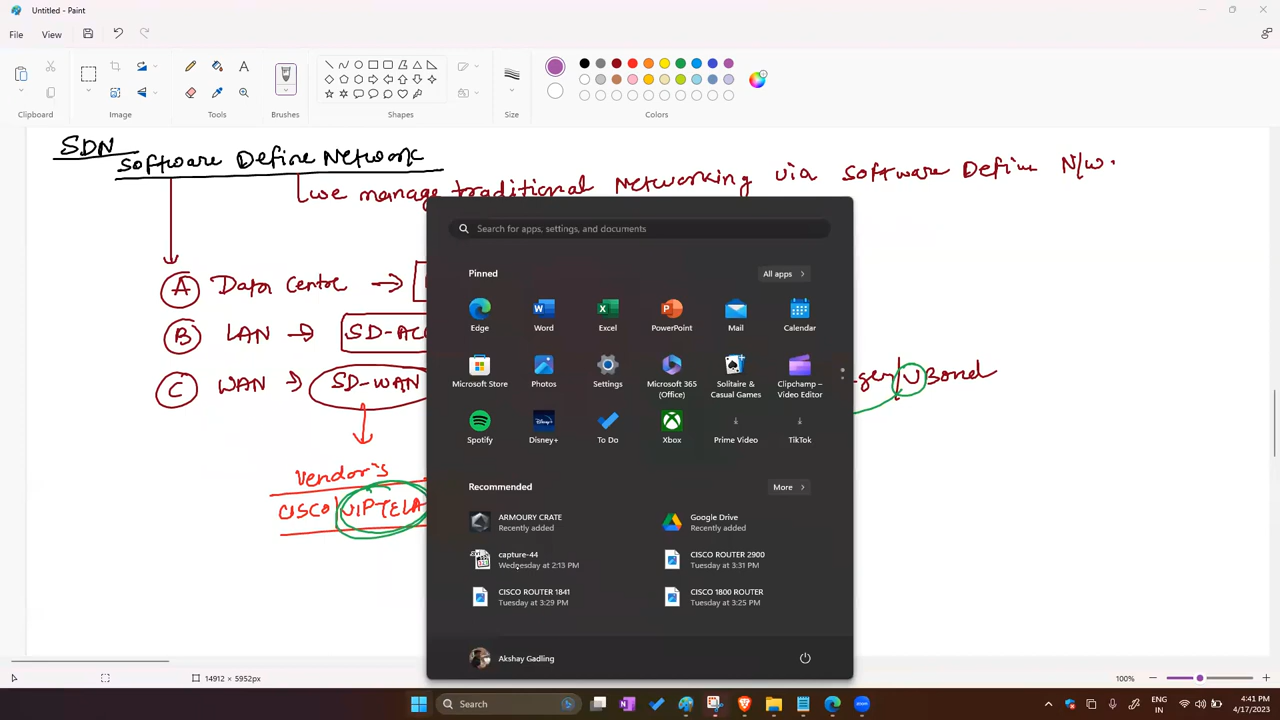 Untitled - Paint
File View
Clipboard Image Tools Brushes Shapes Size Colors
SDN
Software Define Network
we manage traditional Networking via Software Define N/w.
A Data Centre
B LAN SD-ACC
C WAN SD-WAN
ger/vBond
Vendor's
CISCO VIPTELA
Search for apps, settings, and documents
Pinned All apps
Edge Word Excel PowerPoint Mail Calendar
Microsoft Store Photos Settings Microsoft 365 (Office) Solitaire & Casual Games Clipchamp – Video Editor
Spotify Disney+ To Do Xbox Prime Video TikTok
Recommended More
ARMOURY CRATE
Recently added
Google Drive
Recently added
capture-44
Wednesday at 2:13 PM
CISCO ROUTER 2900
Tuesday at 3:31 PM
CISCO ROUTER 1841
Tuesday at 3:29 PM
CISCO 1800 ROUTER
Tuesday at 3:25 PM
Akshay Gadling
14912 × 5952px
100%
Search
ENG
IN
4:41 PM
4/17/2023